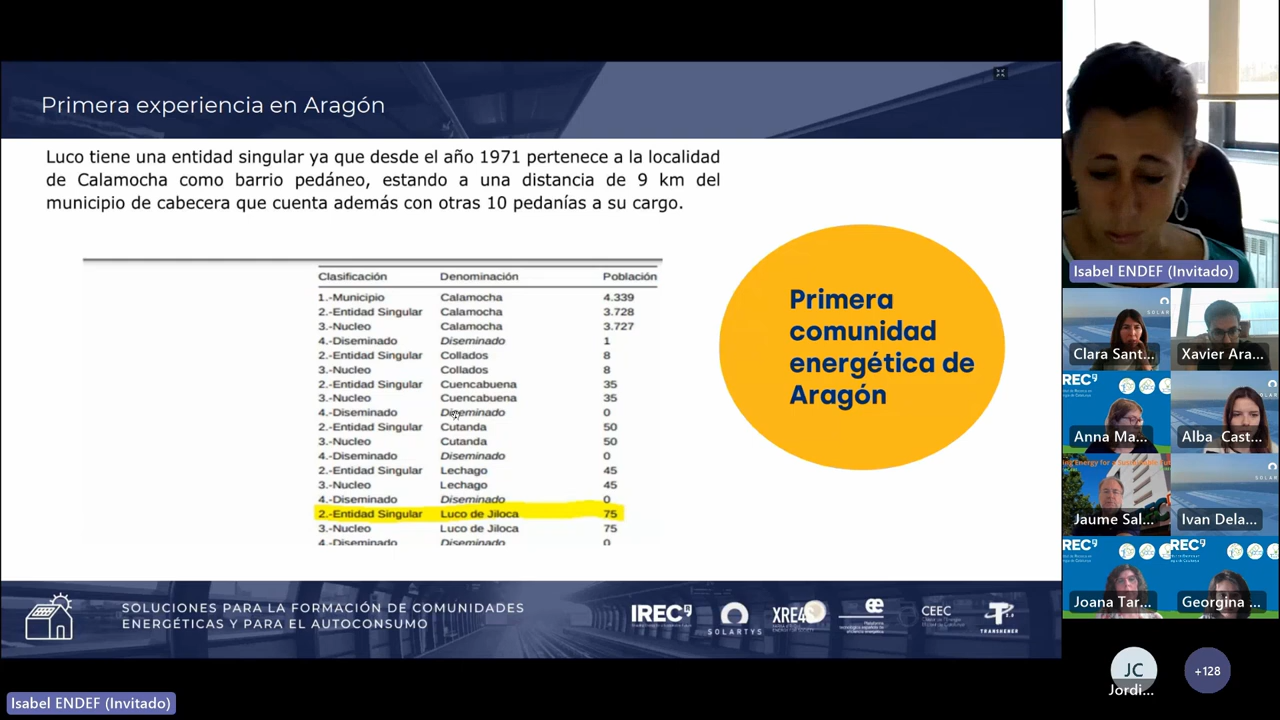 Primera experiencia en Aragón
Luco tiene una entidad singular ya que desde el año 1971 pertenece a la localidad
de Calamocha como barrio pedáneo, estando a una distancia de 9 km del
municipio de cabecera que cuenta además con otras 10 pedanías a su cargo.
Clasificación Denominación Población
1.-Municipio Calamocha 4.339
2.-Entidad Singular Calamocha 3.728
3.-Nucleo Calamocha 3.727
4.-Diseminado Diseminado 1
2.-Entidad Singular Collados 8
3.-Nucleo Collados 8
2.-Entidad Singular Cuencabuena 35
3.-Nucleo Cuencabuena 35
4.-Diseminado Diseminado 0
2.-Entidad Singular Cutanda 50
3.-Nucleo Cutanda 50
4.-Diseminado Diseminado 0
2.-Entidad Singular Lechago 45
3.-Nucleo Lechago 45
4.-Diseminado Diseminado 0
2.-Entidad Singular Luco de Jiloca 75
3.-Nucleo Luco de Jiloca 75
4.-Diseminado Diseminado 0
Primera
comunidad
energética de
Aragón
SOLUCIONES PARA LA FORMACIÓN DE COMUNIDADES
ENERGÉTICAS Y PARA EL AUTOCONSUMO
IREC
SOLARTYS
XRE4S
CEEC
TRANSENER
Isabel ENDEF (Invitado)
Clara Sant...
Xavier Ara...
Anna Ma...
Alba Cast...
Jaume Sal...
Ivan Dela...
Joana Tar...
Georgina ...
JC
Jordi...
+128
Isabel ENDEF (Invitado)